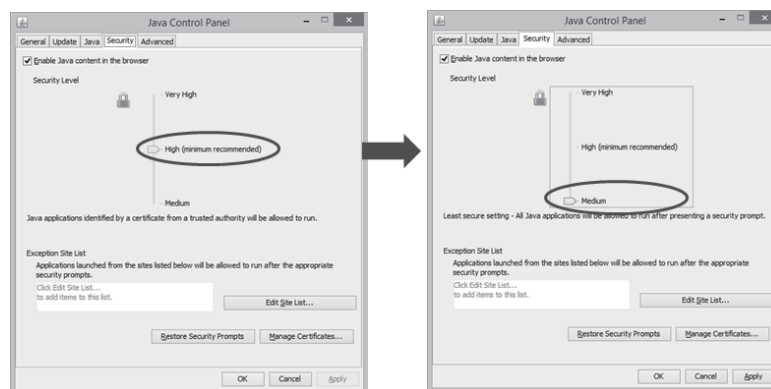 Java Control Panel
General Update Java Security Advanced
Enable Java content in the browser
Security Level
Very High
High (minimum recommended)
Medium
Java applications identified by a certificate from a trusted authority will be allowed to run.
Exception Site List
Applications launched from the sites listed below will be allowed to run after the appropriate
security prompts.
Click Edit Site List...
to add items to this list.
Edit Site List...
Restore Security Prompts Manage Certificates...
OK Cancel Apply
Java Control Panel
General Update Java Security Advanced
Enable Java content in the browser
Security Level
Very High
High (minimum recommended)
Medium
Least secure setting - All Java applications will be allowed to run after presenting a security prompt.
Exception Site List
Applications launched from the sites listed below will be allowed to run after the appropriate
security prompts.
Click Edit Site List...
to add items to this list.
Edit Site List...
Restore Security Prompts Manage Certificates...
OK Cancel Apply